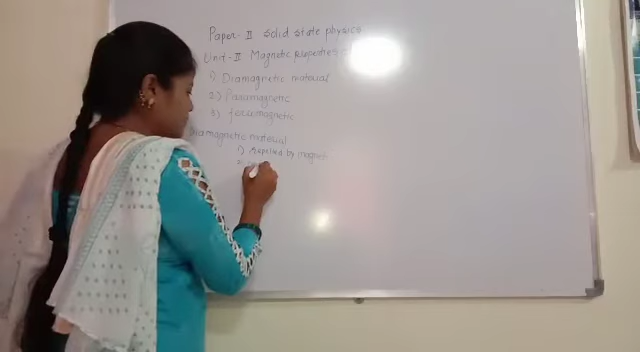 Paper - II Solid state physics
Unit - II Magnetic properties
1) Diamagnetic material
2) Paramagnetic
3) ferromagnetic
Diamagnetic material
1) Repelled by magnet
2)